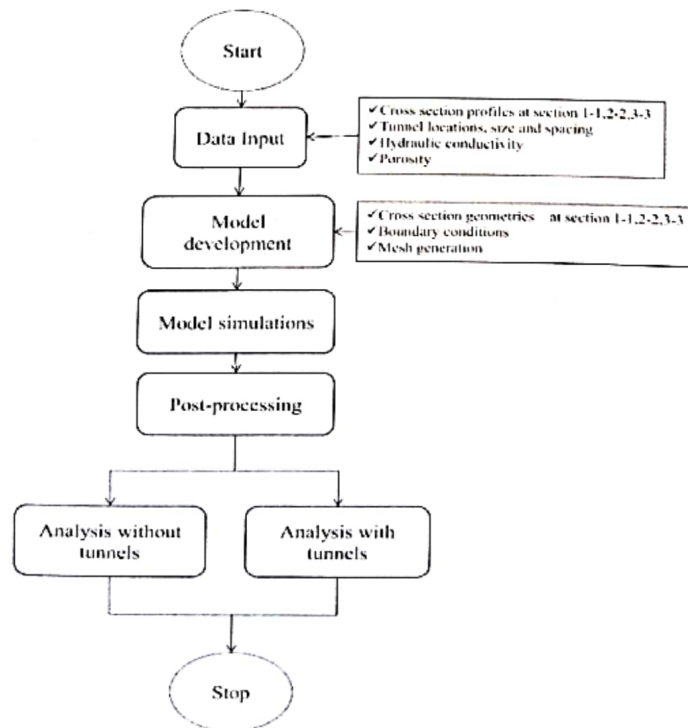 Start
Data Input
✓Cross section profiles at section 1-1,2-2,3-3
✓Tunnel locations, size and spacing
✓Hydraulic conductivity
✓Porosity
Model
development
✓Cross section geometries at section 1-1,2-2,3-3
✓Boundary conditions
✓Mesh generation
Model simulations
Post-processing
Analysis without
tunnels
Analysis with
tunnels
Stop